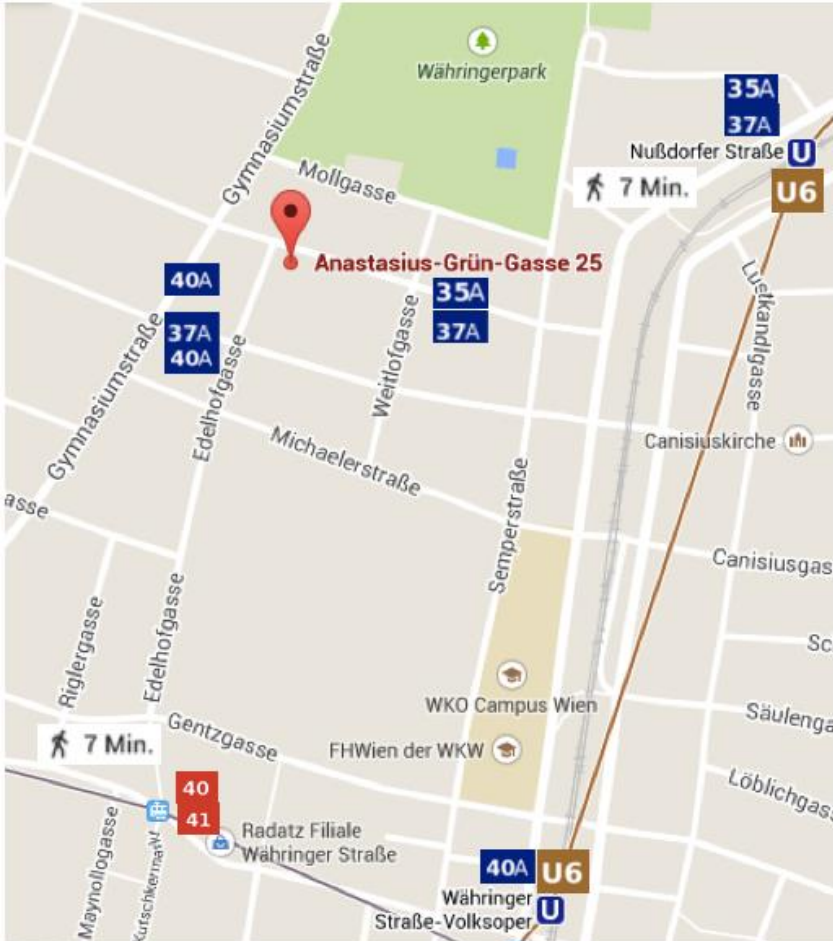 Währingerpark
35A
37A
Nußdorfer Straße U
7 Min.
U6
Gymnasiumstraße
Mollgasse
Anastasius-Grün-Gasse 25
40A
35A
37A
37A
40A
Lustkandlgasse
Gymnasiumstraße
Edelhofgasse
Weitlofgasse
Michaelerstraße
Canisiuskirche
Semperstraße
asse
Canisiusgas
Edelhofgasse
Riglergasse
Sc
WKO Campus Wien
Säulenga
Gentzgasse
7 Min.
FHWien der WKW
Löblichgass
40
41
Radatz Filiale
Währinger Straße
Maynollogasse
40A
U6
Währinger
Straße-Volksoper U